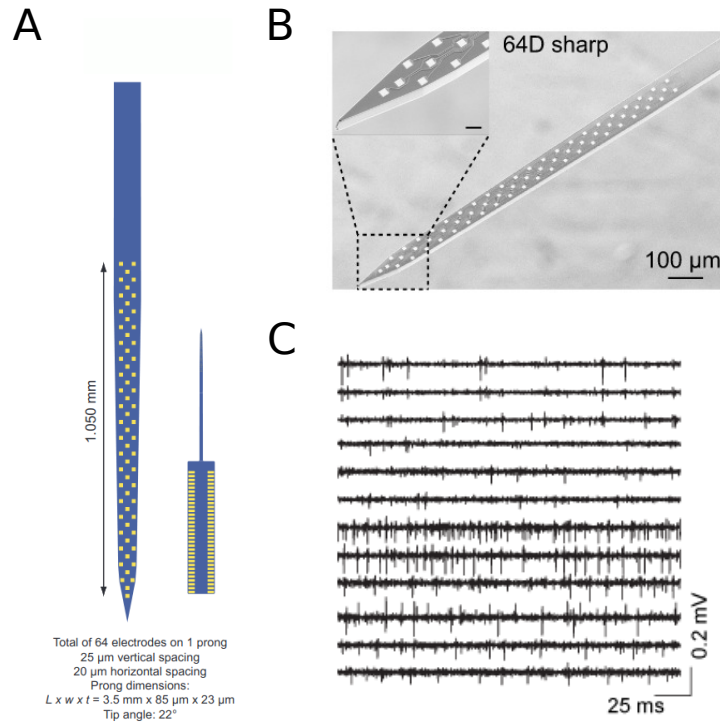 A
1.050 mm
Total of 64 electrodes on 1 prong
25 µm vertical spacing
20 µm horizontal spacing
Prong dimensions:
L x w x t = 3.5 mm x 85 µm x 23 µm
Tip angle: 22°
B
64D sharp
100 µm
C
0.2 mV
25 ms